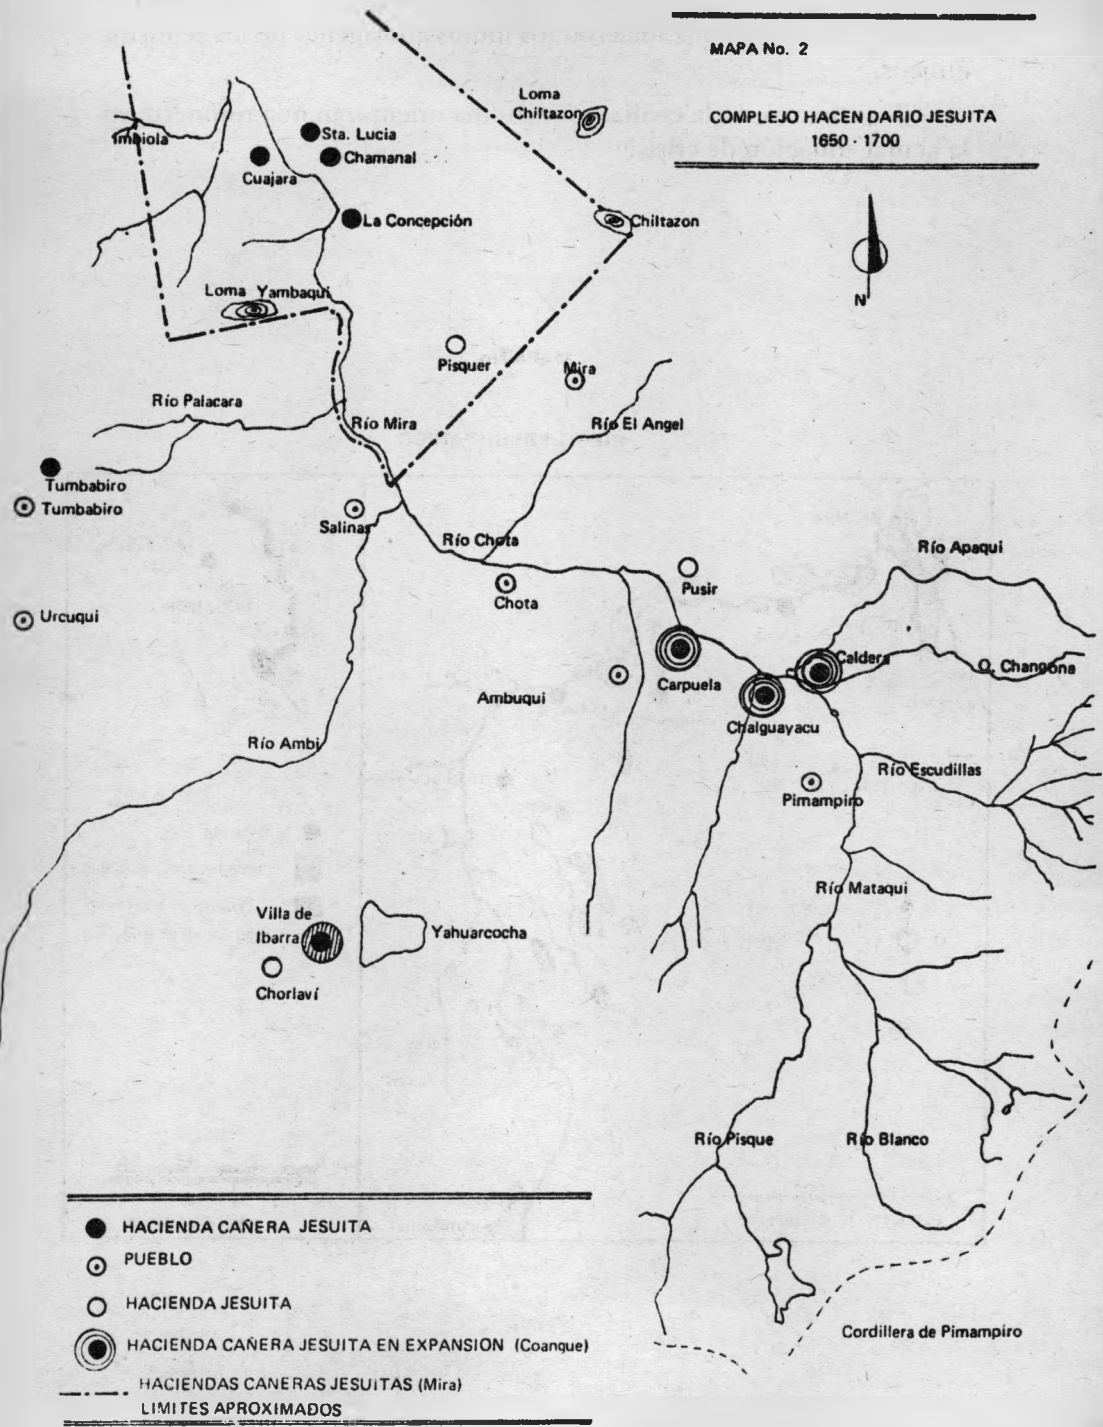 MAPA No. 2
COMPLEJO HACEN DARIO JESUITA
1650 - 1700
Loma
Chiltazon
Imbiola
Sta. Lucia
Chamanal
Cuajara
La Concepción
Chiltazon
N
Loma Yambaqui
Pisquer
Mira
Río Palacara
Río Mira
Río El Angel
Tumbabiro
Tumbabiro
Salinas
Río Chota
Río Apaqui
Chota
Pusir
Urcuqui
Caldera
Q. Changona
Ambuqui
Carpuela
Chalguayacu
Río Ambi
Río Escudillas
Pimampiro
Río Mataqui
Villa de
Ibarra
Yahuarcocha
Chorlaví
Río Pisque
Río Blanco
Cordillera de Pimampiro
HACIENDA CAÑERA JESUITA
PUEBLO
HACIENDA JESUITA
HACIENDA CAÑERA JESUITA EN EXPANSION (Coangue)
HACIENDAS CANERAS JESUITAS (Mira)
LIMITES APROXIMADOS